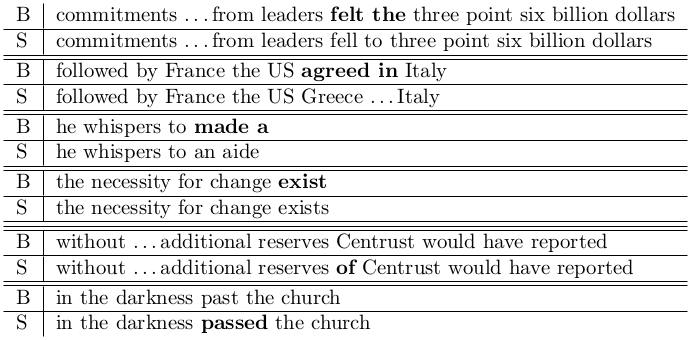 B commitments … from leaders felt the three point six billion dollars
S commitments … from leaders fell to three point six billion dollars
B followed by France the US agreed in Italy
S followed by France the US Greece … Italy
B he whispers to made a
S he whispers to an aide
B the necessity for change exist
S the necessity for change exists
B without … additional reserves Centrust would have reported
S without … additional reserves of Centrust would have reported
B in the darkness past the church
S in the darkness passed the church